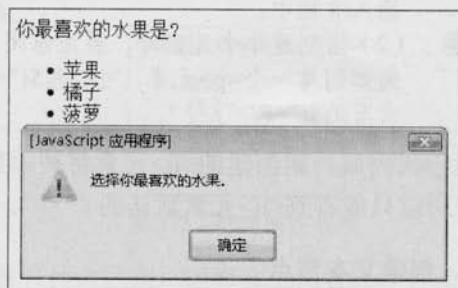 你最喜欢的水果是?
• 苹果
• 橘子
• 菠萝
[JavaScript 应用程序]
选择你最喜欢的水果.
确定